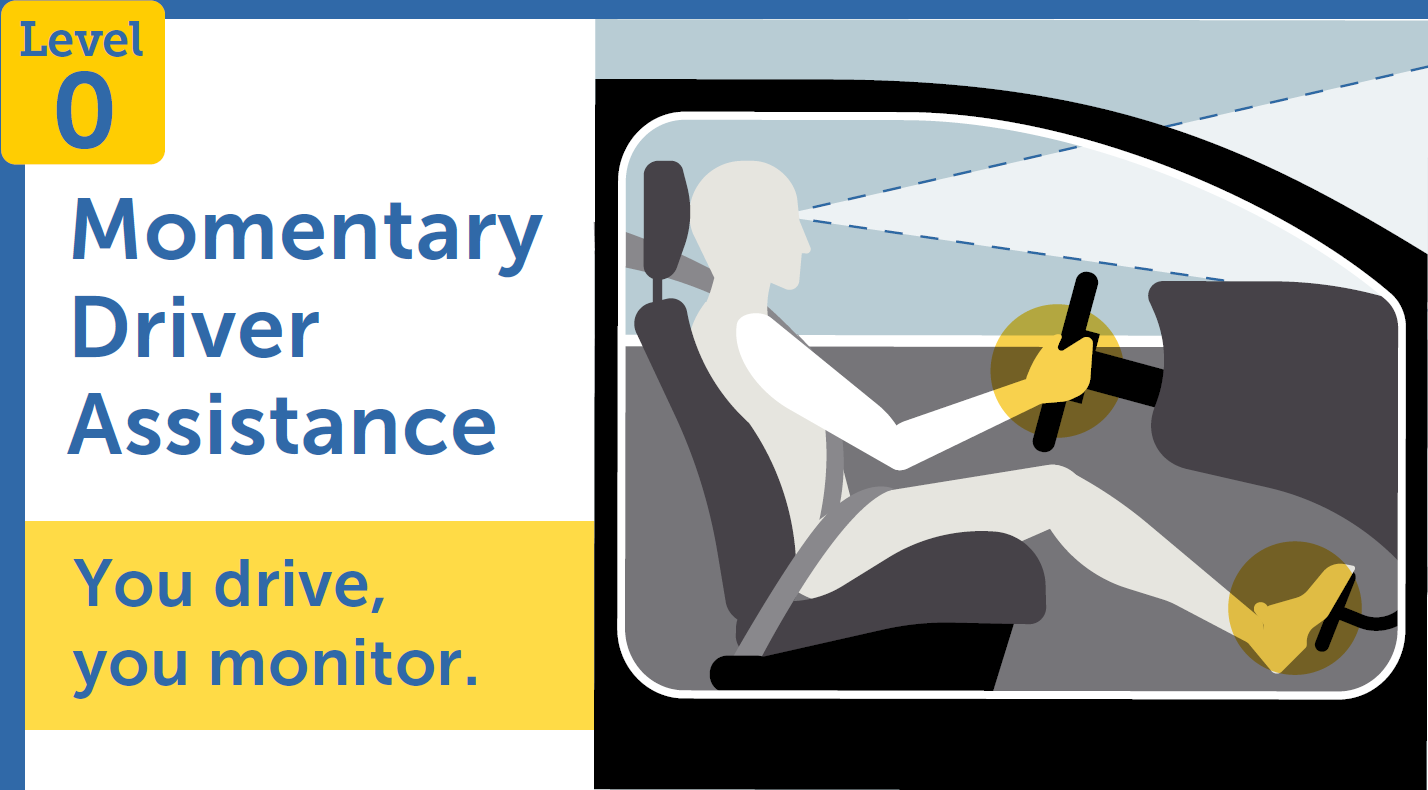 Level
0
Momentary
Driver
Assistance
You drive,
you monitor.